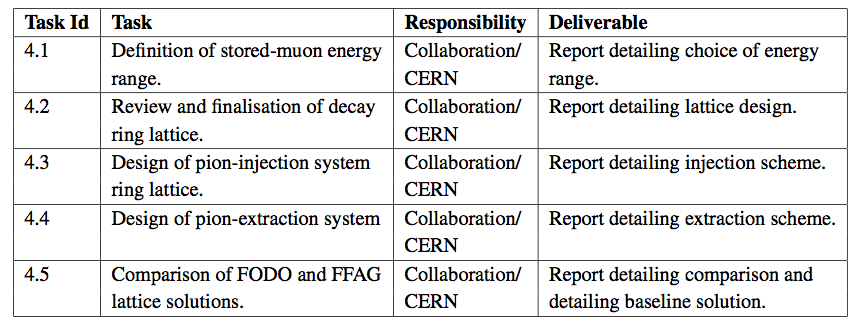 Task Id Task Responsibility Deliverable
4.1 Definition of stored-muon energy Collaboration/ Report detailing choice of energy
range. CERN range.
4.2 Review and finalisation of decay Collaboration/ Report detailing lattice design.
ring lattice. CERN
4.3 Design of pion-injection system Collaboration/ Report detailing injection scheme.
ring lattice. CERN
4.4 Design of pion-extraction system Collaboration/ Report detailing extraction scheme.
CERN
4.5 Comparison of FODO and FFAG Collaboration/ Report detailing comparison and
lattice solutions. CERN detailing baseline solution.